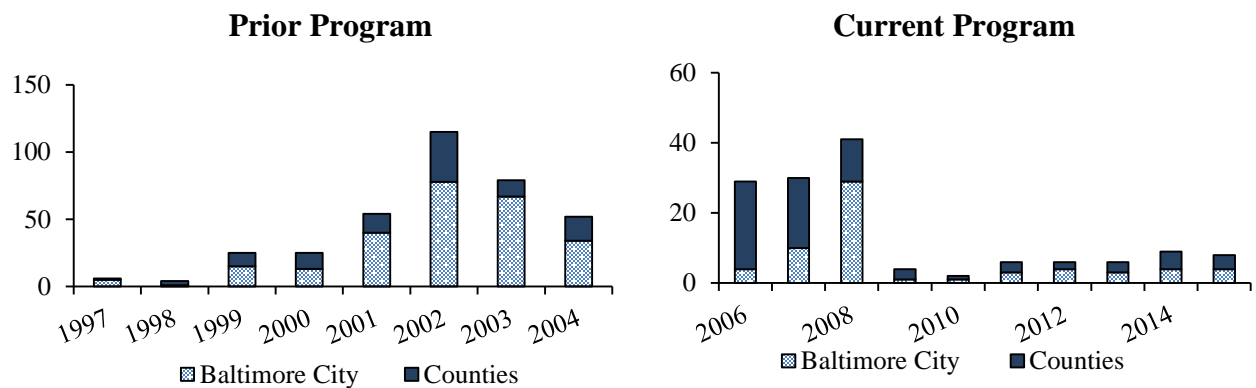 Prior Program
150
100
50
0
1997 1998 1999 2000 2001 2002 2003 2004
Baltimore City Counties
Current Program
60
40
20
0
2006 2008 2010 2012 2014
Baltimore City Counties